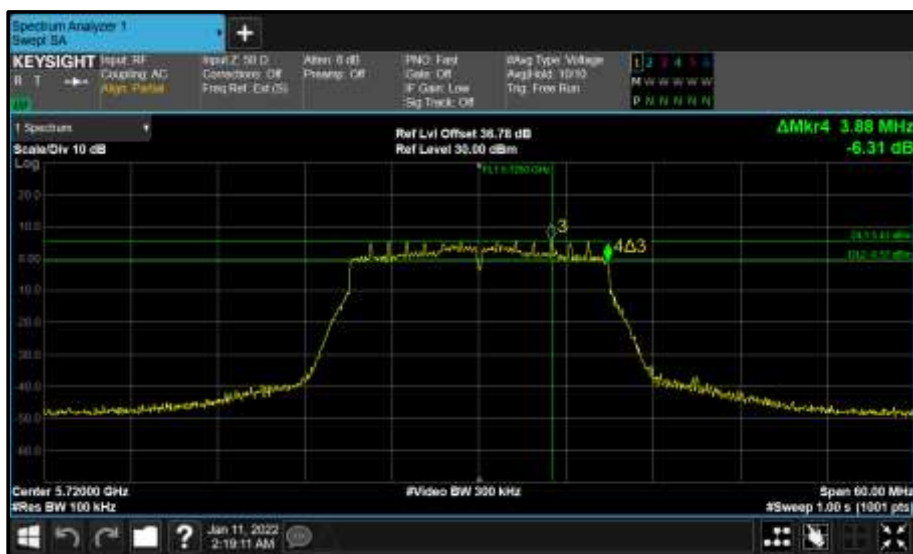 Spectrum Analyzer 1
Swept SA
+
KEYSIGHT
R T
Input: RF
Coupling: AC
Align: Partial
Input Z: 50 Ω
Corrections: Off
Freq Ref: Ext (S)
Atten: 0 dB
Preamp: Off
PNO: Fast
Gate: Off
IF Gain: Low
Sig Track: Off
#Avg Type: Voltage
Avg|Hold: 10/10
Trig: Free Run
1 2 3 4 5 6
M W W W W W
P N N N N N
1 Spectrum
Scale/Div 10 dB
Ref Lvl Offset 36.78 dB
Ref Level 30.00 dBm
ΔMkr4 3.88 MHz
-6.31 dB
Log
20.0
10.0
0.00
3
4Δ3
-10.0
-20.0
-30.0
-40.0
-50.0
-60.0
Center 5.72000 GHz
#Res BW 100 kHz
#Video BW 300 kHz
Span 60.00 MHz
#Sweep 1.00 s (1001 pts)
?
Jan 11, 2022
2:19:11 AM